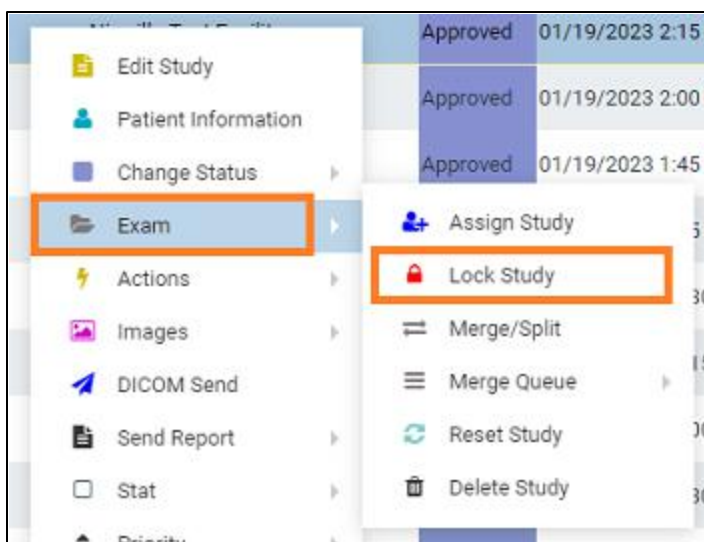 Approved 01/19/2023 2:15
Edit Study
Approved 01/19/2023 2:00
Patient Information
Change Status
Approved 01/19/2023 1:45
Exam
Assign Study
Actions
Lock Study
Images
Merge/Split
DICOM Send
Merge Queue
Send Report
Reset Study
Stat
Delete Study
Priority